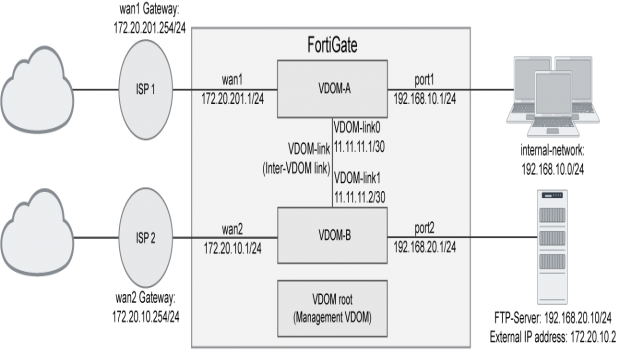 wan1 Gateway:
172.20.201.254/24
FortiGate
ISP 1
wan1
172.20.201.1/24
VDOM-A
port1
192.168.10.1/24
internal-network:
192.168.10.0/24
VDOM-link0
11.11.11.1/30
VDOM-link
(Inter-VDOM link)
VDOM-link1
11.11.11.2/30
ISP 2
wan2
172.20.10.1/24
VDOM-B
port2
192.168.20.1/24
wan2 Gateway:
172.20.10.254/24
VDOM root
(Management VDOM)
FTP-Server: 192.168.20.10/24
External IP address: 172.20.10.2